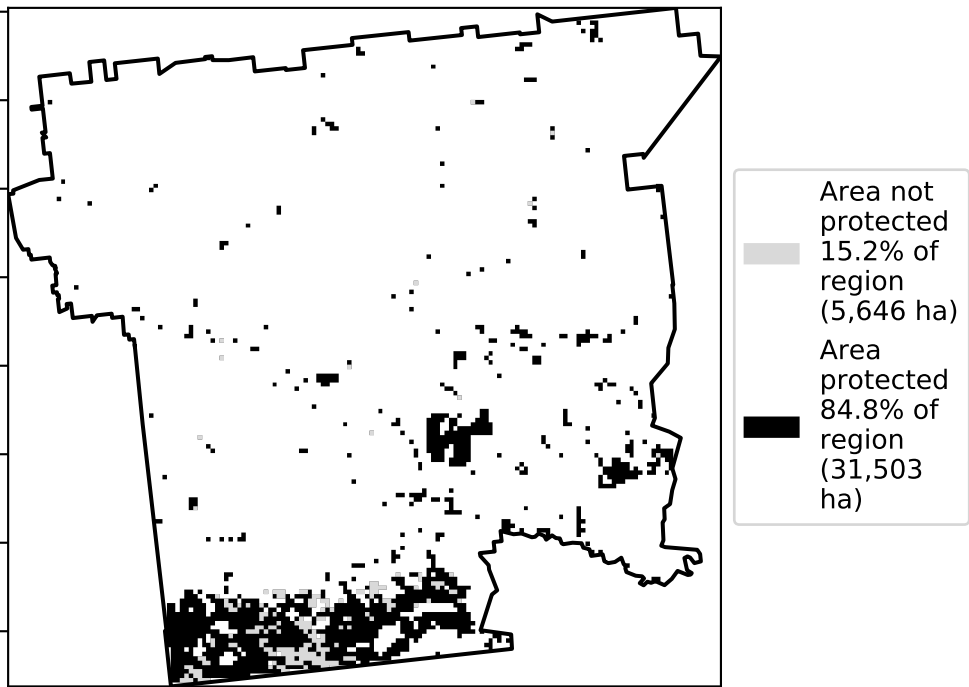 Area not
protected
15.2% of
region
(5,646 ha)
Area
protected
84.8% of
region
(31,503
ha)